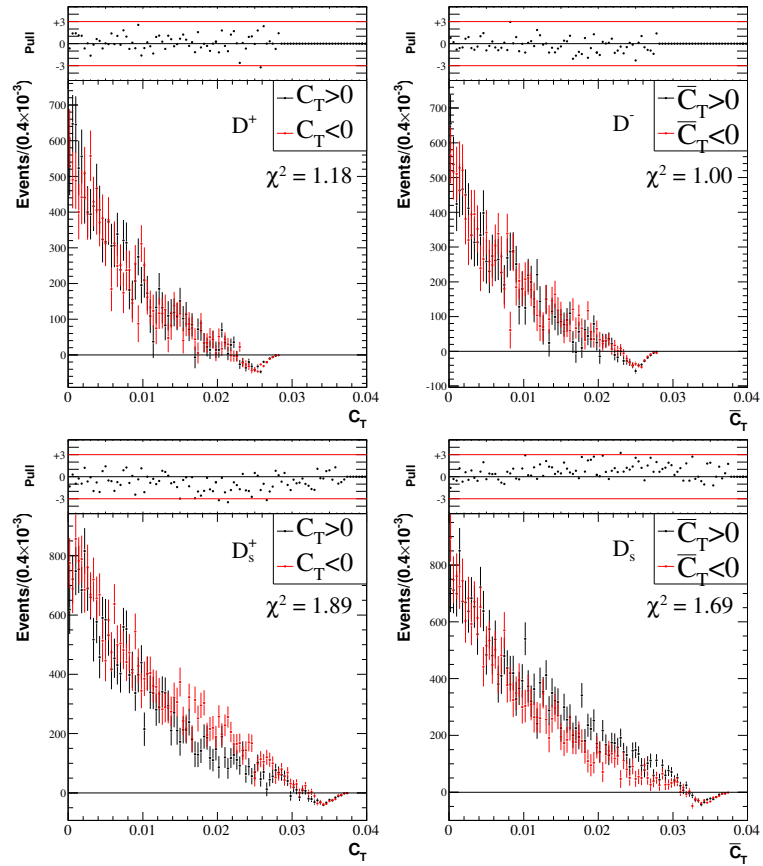 Pull
+3
0
-3
Events/(0.4×10⁻³)
700
600
500
400
300
200
100
0
D⁺
C_T>0
C_T<0
χ² = 1.18
0 0.01 0.02 0.03 0.04
C_T
Pull
+3
0
-3
Events/(0.4×10⁻³)
700
600
500
400
300
200
100
0
-100
D⁻
C̅_T>0
C̅_T<0
χ² = 1.00
0 0.01 0.02 0.03 0.04
C̅_T
Pull
+3
0
-3
Events/(0.4×10⁻³)
800
600
400
200
0
D_s⁺
C_T>0
C_T<0
χ² = 1.89
0 0.01 0.02 0.03 0.04
C_T
Pull
+3
0
-3
Events/(0.4×10⁻³)
800
600
400
200
0
D_s⁻
C̅_T>0
C̅_T<0
χ² = 1.69
0 0.01 0.02 0.03 0.04
C̅_T